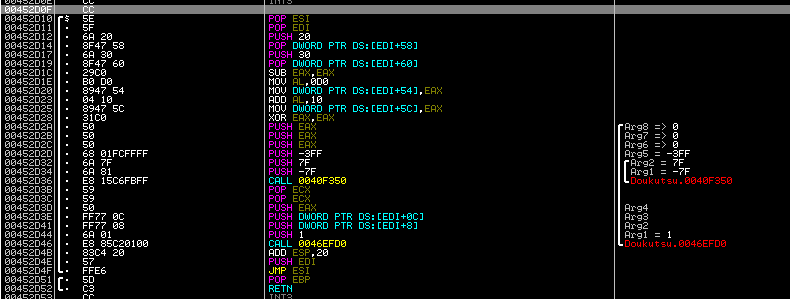 00452D0E CC INT3
00452D0F CC
00452D10 $ 5E POP ESI
00452D11 . 5F POP EDI
00452D12 . 6A 20 PUSH 20
00452D14 . 8F47 58 POP DWORD PTR DS:[EDI+58]
00452D17 . 6A 30 PUSH 30
00452D19 . 8F47 60 POP DWORD PTR DS:[EDI+60]
00452D1C . 29C0 SUB EAX,EAX
00452D1E . B0 D0 MOV AL,0D0
00452D20 . 8947 54 MOV DWORD PTR DS:[EDI+54],EAX
00452D23 . 04 10 ADD AL,10
00452D25 . 8947 5C MOV DWORD PTR DS:[EDI+5C],EAX
00452D28 . 31C0 XOR EAX,EAX
00452D2A . 50 PUSH EAX Arg8 => 0
00452D2B . 50 PUSH EAX Arg7 => 0
00452D2C . 50 PUSH EAX Arg6 => 0
00452D2D . 68 01FCFFFF PUSH -3FF Arg5 = -3FF
00452D32 . 6A 7F PUSH 7F Arg2 = 7F
00452D34 . 6A 81 PUSH -7F Arg1 = -7F
00452D36 . E8 15C6FBFF CALL 0040F350 Doukutsu.0040F350
00452D3B . 59 POP ECX
00452D3C . 59 POP ECX
00452D3D . 50 PUSH EAX Arg4
00452D3E . FF77 0C PUSH DWORD PTR DS:[EDI+0C] Arg3
00452D41 . FF77 08 PUSH DWORD PTR DS:[EDI+8] Arg2
00452D44 . 6A 01 PUSH 1 Arg1 = 1
00452D46 . E8 85C20100 CALL 0046EFD0 Doukutsu.0046EFD0
00452D4B . 83C4 20 ADD ESP,20
00452D4E . 57 PUSH EDI
00452D4F . FFE6 JMP ESI
00452D51 . 5D POP EBP
00452D52 . C3 RETN
00452D53 CC INT3